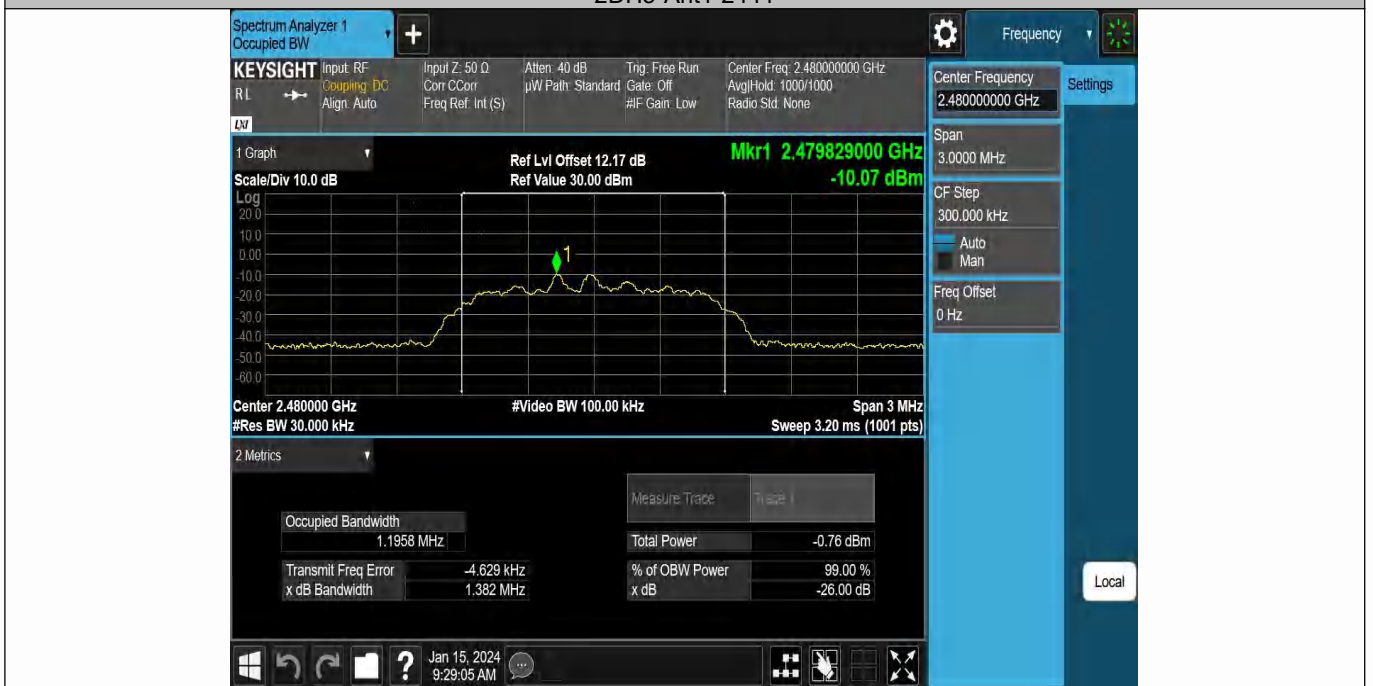 Spectrum Analyzer 1
Occupied BW
+
Frequency
KEYSIGHT
Input: RF
Input Z: 50 Ω
Atten: 40 dB
Trig: Free Run
Center Freq: 2.480000000 GHz
RL
Coupling: DC
Corr CCorr
µW Path: Standard
Gate: Off
Avg|Hold: 1000/1000
Align: Auto
Freq Ref: Int (S)
#IF Gain: Low
Radio Std: None
LXI
Center Frequency
2.480000000 GHz
Settings
Span
3.0000 MHz
CF Step
300.000 kHz
Auto
Man
Freq Offset
0 Hz
Local
1 Graph
Ref Lvl Offset 12.17 dB
Mkr1 2.479829000 GHz
Scale/Div 10.0 dB
Ref Value 30.00 dBm
-10.07 dBm
Log
20.0
10.0
0.00
-10.0
-20.0
-30.0
-40.0
-50.0
-60.0
1
Center 2.480000 GHz
#Video BW 100.00 kHz
Span 3 MHz
#Res BW 30.000 kHz
Sweep 3.20 ms (1001 pts)
2 Metrics
Measure Trace
Trace 1
Occupied Bandwidth
1.1958 MHz
Total Power
-0.76 dBm
Transmit Freq Error
-4.629 kHz
% of OBW Power
99.00 %
x dB Bandwidth
1.382 MHz
x dB
-26.00 dB
?
Jan 15, 2024
9:29:05 AM